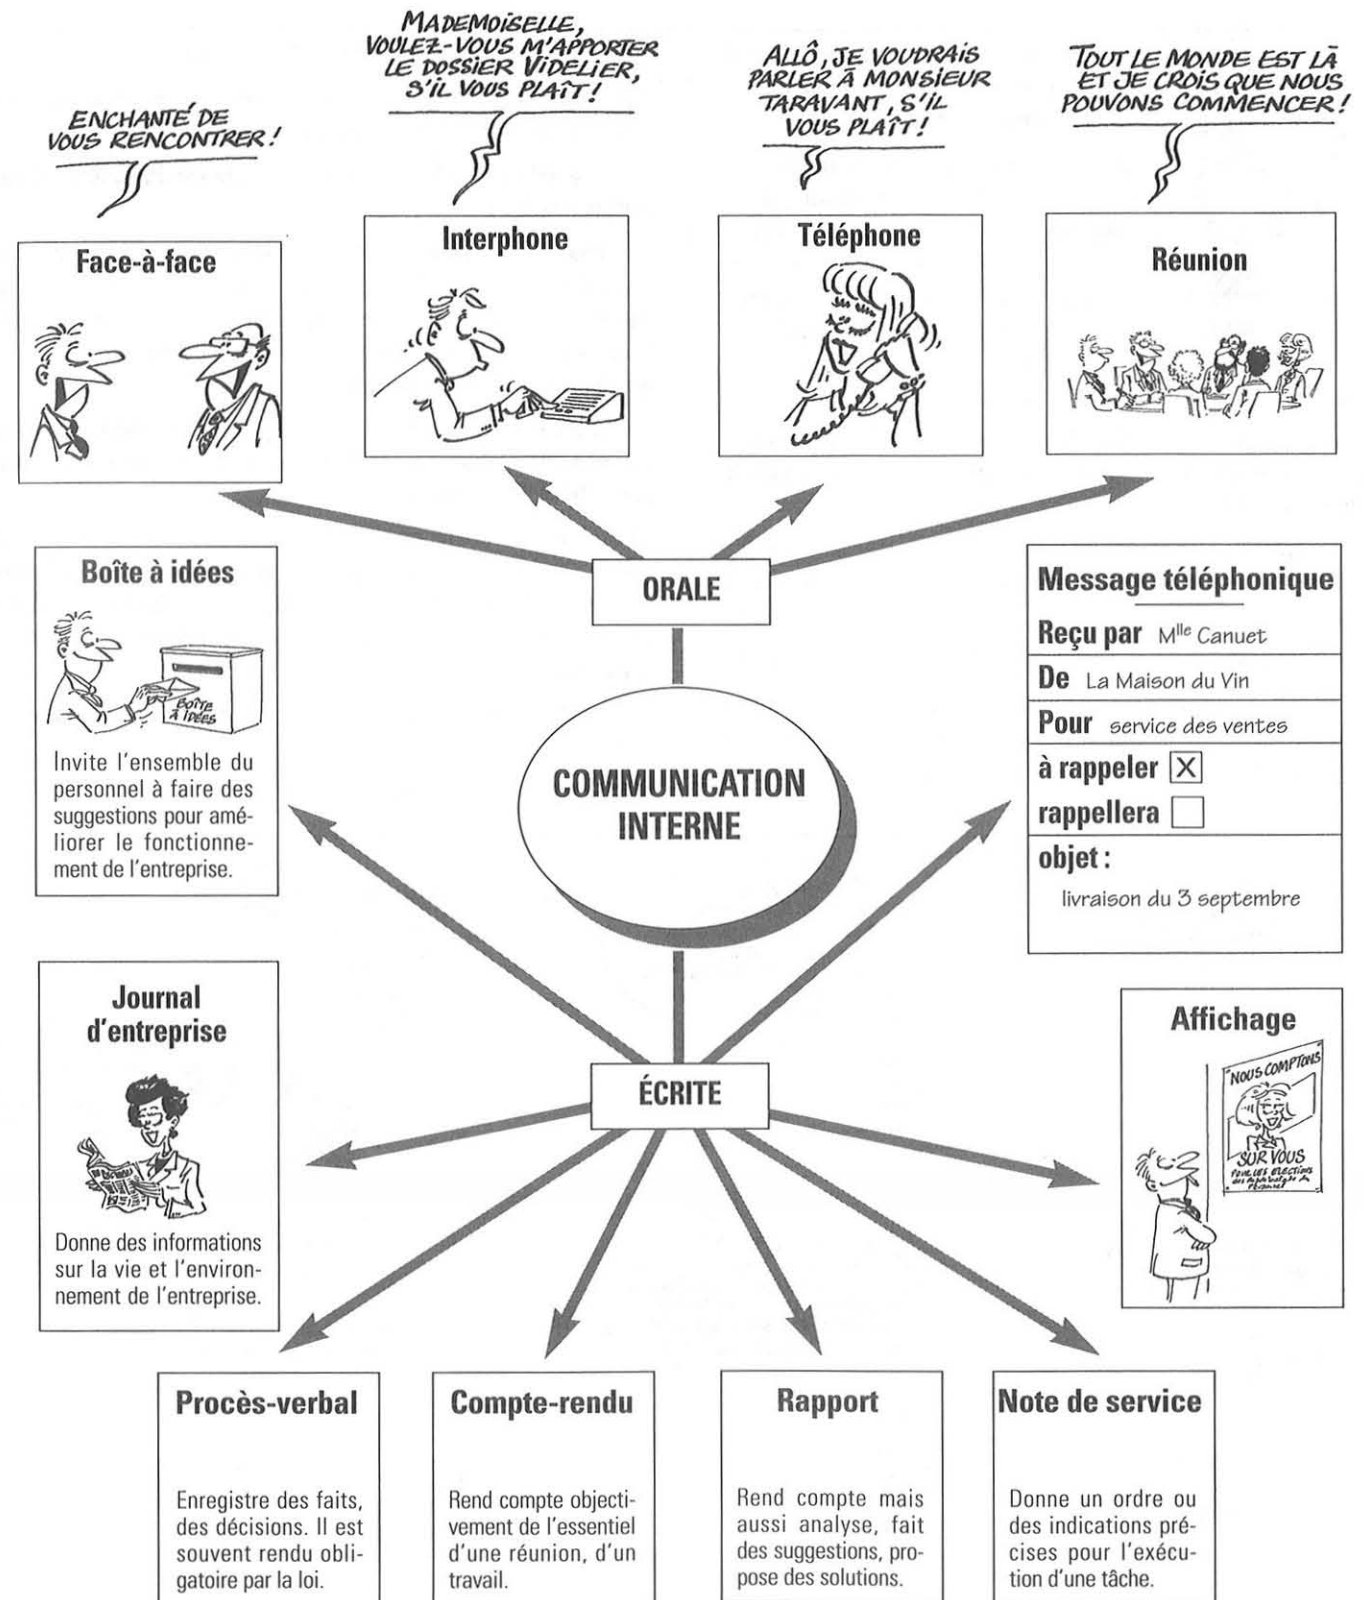 MADEMOISELLE,
VOULEZ-VOUS M'APPORTER
LE DOSSIER VIDELIER,
S'IL VOUS PLAÎT !
ALLÔ, JE VOUDRAIS
PARLER À MONSIEUR
TARAVANT, S'IL
VOUS PLAÎT !
TOUT LE MONDE EST LÀ
ET JE CROIS QUE NOUS
POUVONS COMMENCER !
ENCHANTÉ DE
VOUS RENCONTRER !
Face-à-face
Interphone
Téléphone
Réunion
ORALE
Boîte à idées
BOÎTE
À IDÉES
Invite l'ensemble du
personnel à faire des
suggestions pour amé-
liorer le fonctionne-
ment de l'entreprise.
Message téléphonique
Reçu par Mlle Canuet
De La Maison du Vin
Pour service des ventes
à rappeler X
rappellera
objet :
livraison du 3 septembre
COMMUNICATION
INTERNE
Journal
d'entreprise
Donne des informations
sur la vie et l'environ-
nement de l'entreprise.
ÉCRITE
Affichage
NOUS COMPTONS
SUR VOUS
POUR LES ELECTIONS
Procès-verbal
Enregistre des faits,
des décisions. Il est
souvent rendu obli-
gatoire par la loi.
Compte-rendu
Rend compte objecti-
vement de l'essentiel
d'une réunion, d'un
travail.
Rapport
Rend compte mais
aussi analyse, fait
des suggestions, pro-
pose des solutions.
Note de service
Donne un ordre ou
des indications pré-
cises pour l'exécu-
tion d'une tâche.